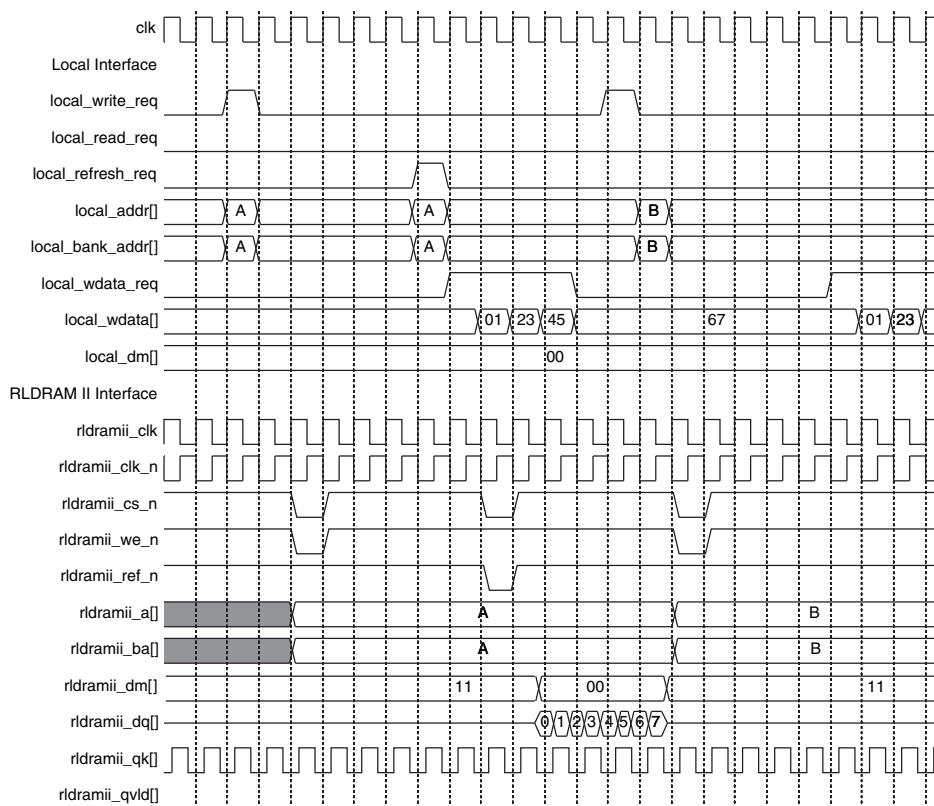 clk
Local Interface
local_write_req
local_read_req
local_refresh_req
local_addr[] A A B
local_bank_addr[] A A B
local_wdata_req
local_wdata[] 01 23 45 67 01 23
local_dm[] 00
RLDRAM II Interface
rldramii_clk
rldramii_clk_n
rldramii_cs_n
rldramii_we_n
rldramii_ref_n
rldramii_a[] A B
rldramii_ba[] A B
rldramii_dm[] 11 00 11
rldramii_dq[] 0 1 2 3 4 5 6 7
rldramii_qk[]
rldramii_qvld[]